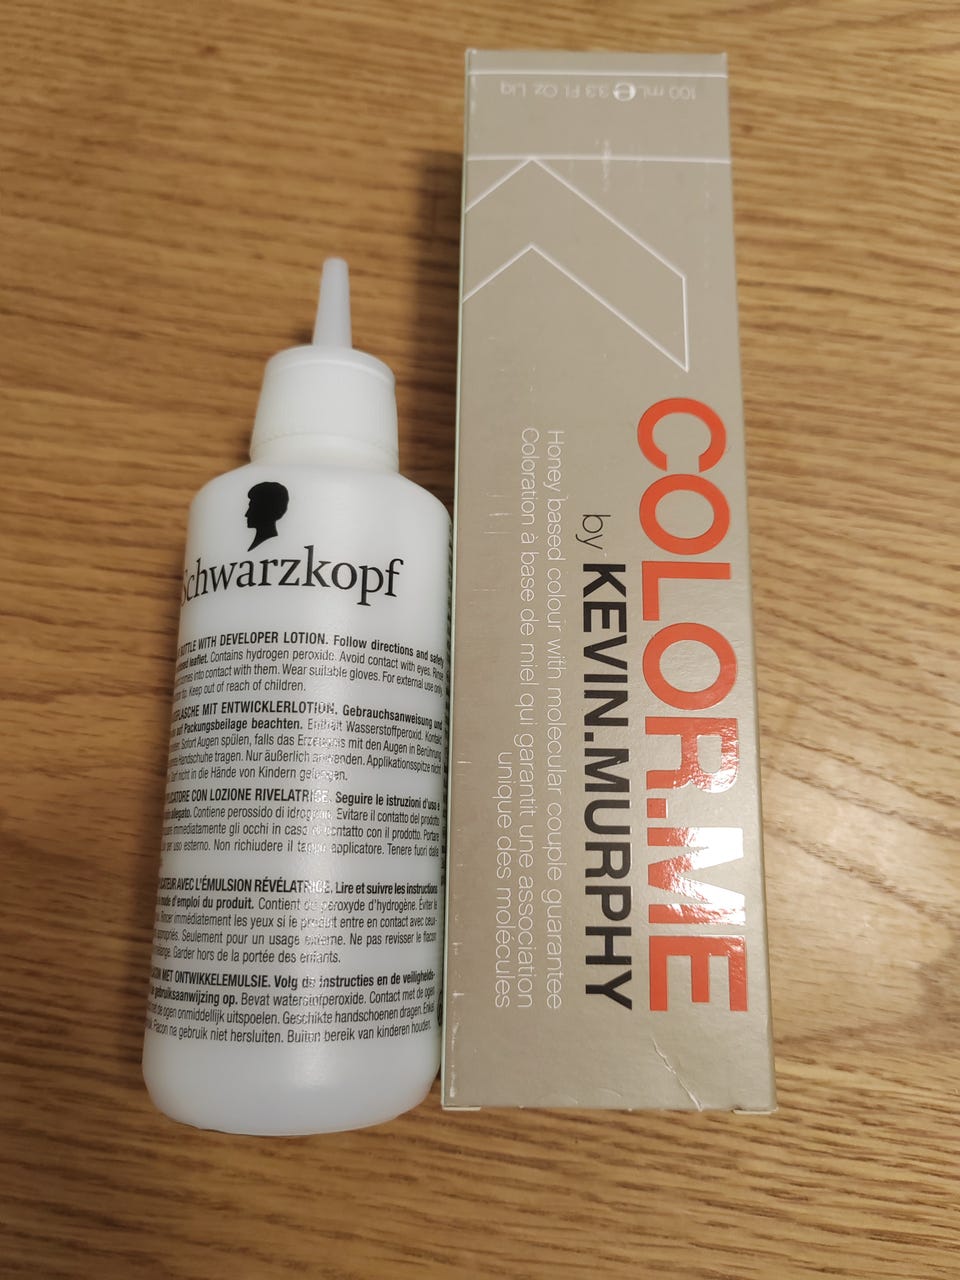 Schwarzkopf
BOTTLE WITH DEVELOPER LOTION. Follow directions and safety
leaflet. Contains hydrogen peroxide. Avoid contact with eyes. Rinse
comes into contact with them. Wear suitable gloves. For external use only
tip. Keep out of reach of children.
MIT ENTWICKLERLOTION. Gebrauchsanweisung und
auf Packungsbeilage beachten. Enthält Wasserstoffperoxid. Kontakt
Sofort Augen spülen, falls das Erzeugnis mit den Augen in Berührung
Handschuhe tragen. Nur äußerlich anwenden. Applikationsspitze nicht
Darf nicht in die Hände von Kindern gelangen.
CON LOZIONE RIVELATRICE. Seguire le istruzioni d'uso e
allegato. Contiene perossido di idrogeno. Evitare il contatto del prodotto
immediatamente gli occhi in caso di contatto con il prodotto. Portare
per uso esterno. Non richiudere il tappo applicatore. Tenere fuori dalla
AVEC L'ÉMULSION RÉVÉLATRICE. Lire et suivre les instructions
mode d'emploi du produit. Contient du peroxyde d'hydrogène. Éviter le
Rincer immédiatement les yeux si le produit entre en contact avec ceux-
appropriés. Seulement pour un usage externe. Ne pas revisser le flacon
mélange. Garder hors de la portée des enfants.
MET ONTWIKKELEMULSIE. Volg de instructies en de veiligheids-
gebruiksaanwijzing op. Bevat waterstofperoxide. Contact met de ogen
de ogen onmiddellijk uitspoelen. Geschikte handschoenen dragen. Enkel
Flacon na gebruik niet hersluiten. Buiten bereik van kinderen houden.
100 mL ℮ 3.3 Fl Oz Liq
COLOR.ME
by KEVIN.MURPHY
Honey based colour with molecular couple guarantee
Coloration à base de miel qui garantit une association
unique des molécules